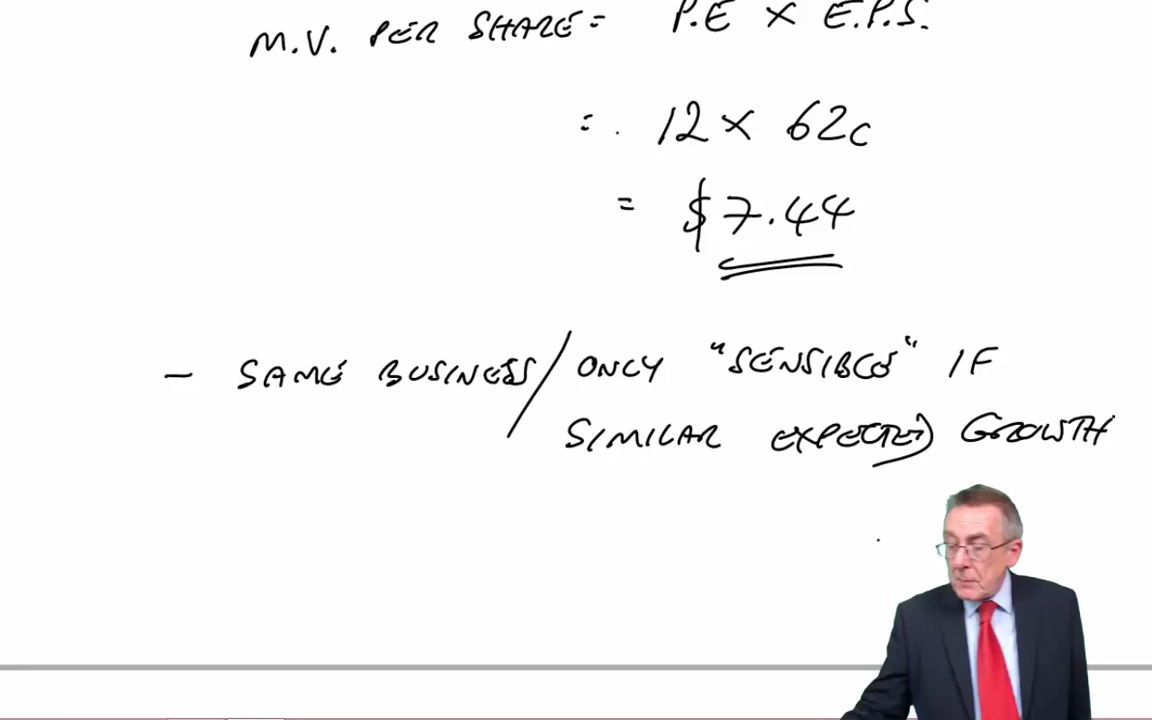 M.V. PER SHARE = P.E × E.P.S.
= 12 × 62c
= $7.44
- SAME BUSINESS / ONLY "SENSIBLE" IF
SIMILAR EXPECTED GROWTH